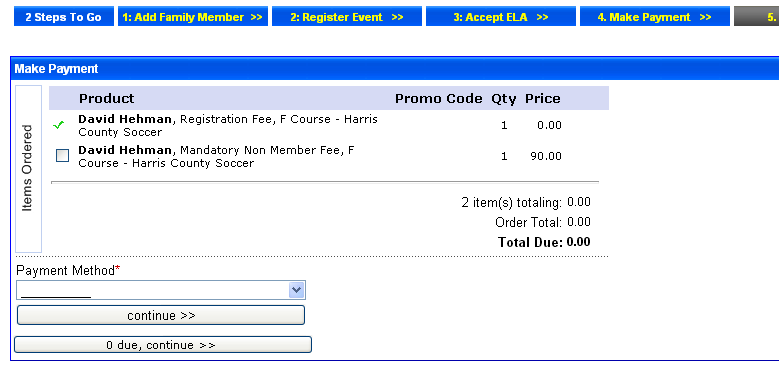 2 Steps To Go 1: Add Family Member >> 2: Register Event >> 3: Accept ELA >> 4. Make Payment >> 5.
Make Payment
Items Ordered
Product Promo Code Qty Price
David Hehman, Registration Fee, F Course - Harris
County Soccer 1 0.00
David Hehman, Mandatory Non Member Fee, F
Course - Harris County Soccer 1 90.00
2 item(s) totaling: 0.00
Order Total: 0.00
Total Due: 0.00
Payment Method*
continue >>
0 due, continue >>